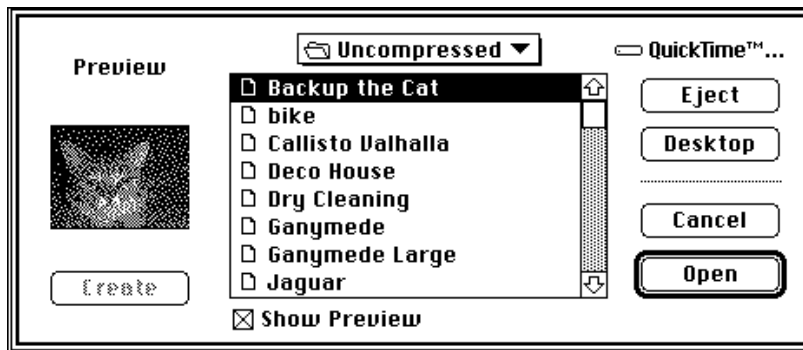 Preview
Create
Uncompressed
Backup the Cat
bike
Callisto Valhalla
Deco House
Dry Cleaning
Ganymede
Ganymede Large
Jaguar
Show Preview
QuickTime™...
Eject
Desktop
Cancel
Open